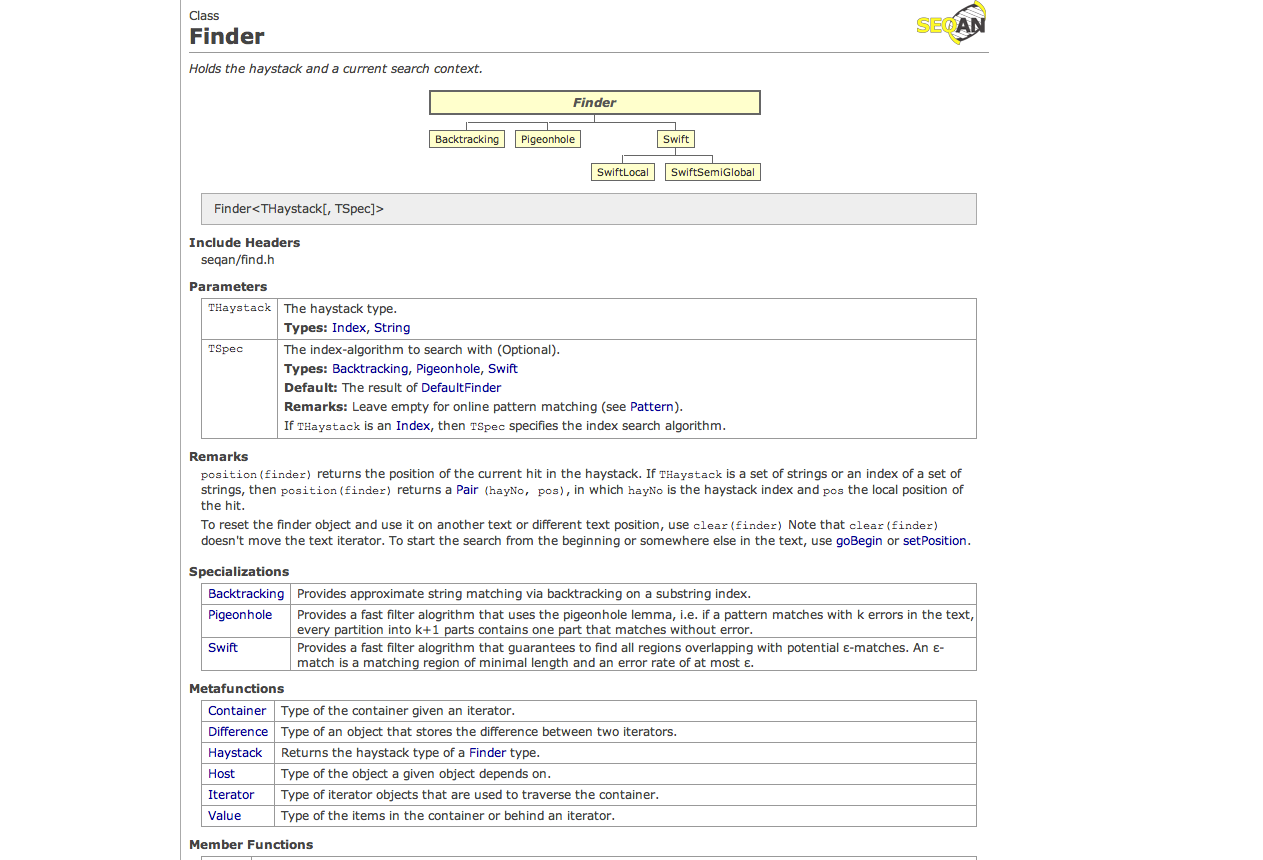 Class
Finder
SEQAN
Holds the haystack and a current search context.
Finder
Backtracking Pigeonhole Swift
SwiftLocal SwiftSemiGlobal
Finder<THaystack[, TSpec]>
Include Headers
seqan/find.h
Parameters
THaystack The haystack type.
Types: Index, String
TSpec The index-algorithm to search with (Optional).
Types: Backtracking, Pigeonhole, Swift
Default: The result of DefaultFinder
Remarks: Leave empty for online pattern matching (see Pattern).
If THaystack is an Index, then TSpec specifies the index search algorithm.
Remarks
position(finder) returns the position of the current hit in the haystack. If THaystack is a set of strings or an index of a set of
strings, then position(finder) returns a Pair (hayNo, pos), in which hayNo is the haystack index and pos the local position of
the hit.
To reset the finder object and use it on another text or different text position, use clear(finder) Note that clear(finder)
doesn't move the text iterator. To start the search from the beginning or somewhere else in the text, use goBegin or setPosition.
Specializations
Backtracking Provides approximate string matching via backtracking on a substring index.
Pigeonhole Provides a fast filter alogrithm that uses the pigeonhole lemma, i.e. if a pattern matches with k errors in the text,
every partition into k+1 parts contains one part that matches without error.
Swift Provides a fast filter alogrithm that guarantees to find all regions overlapping with potential ε-matches. An ε-
match is a matching region of minimal length and an error rate of at most ε.
Metafunctions
Container Type of the container given an iterator.
Difference Type of an object that stores the difference between two iterators.
Haystack Returns the haystack type of a Finder type.
Host Type of the object a given object depends on.
Iterator Type of iterator objects that are used to traverse the container.
Value Type of the items in the container or behind an iterator.
Member Functions